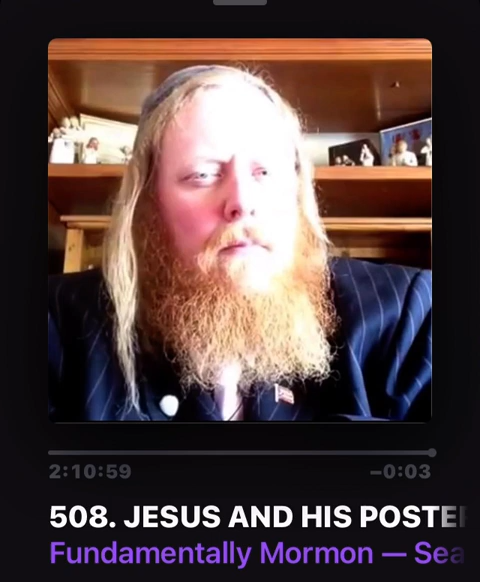 2:10:59 −0:03
508. JESUS AND HIS POSTE
Fundamentally Mormon — Sea